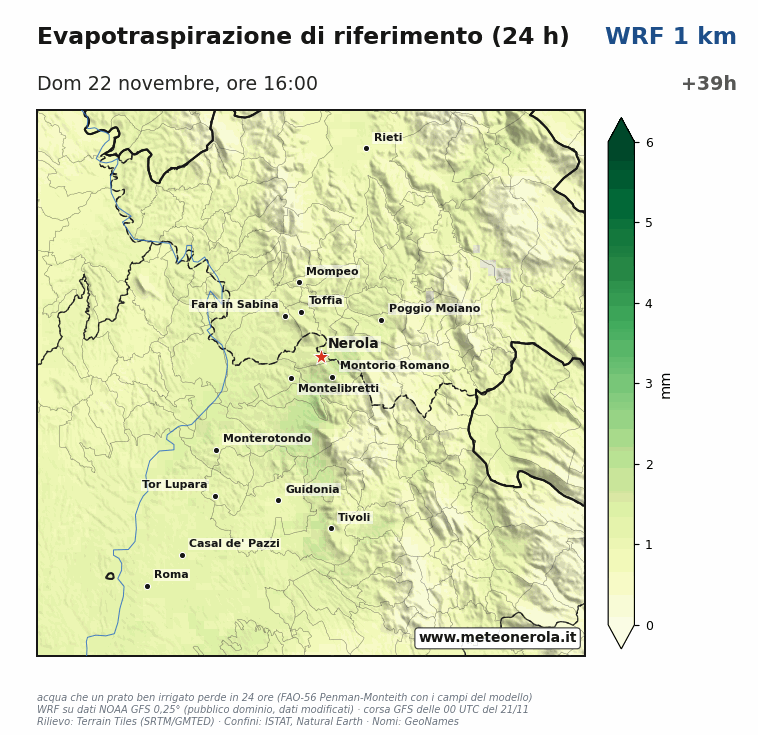 Evapotraspirazione di riferimento (24 h) WRF 1 km
Dom 22 novembre, ore 16:00 +39h
Rieti
Mompeo
Fara in Sabina
Toffia
Poggio Moiano
Nerola
Montorio Romano
Montelibretti
Monterotondo
Tor Lupara
Guidonia
Tivoli
Casal de' Pazzi
Roma
www.meteonerola.it
6
5
4
3
2
1
0
mm
acqua che un prato ben irrigato perde in 24 ore (FAO-56 Penman-Monteith con i campi del modello)
WRF su dati NOAA GFS 0,25° (pubblico dominio, dati modificati) · corsa GFS delle 00 UTC del 21/11
Rilievo: Terrain Tiles (SRTM/GMTED) · Confini: ISTAT, Natural Earth · Nomi: GeoNames